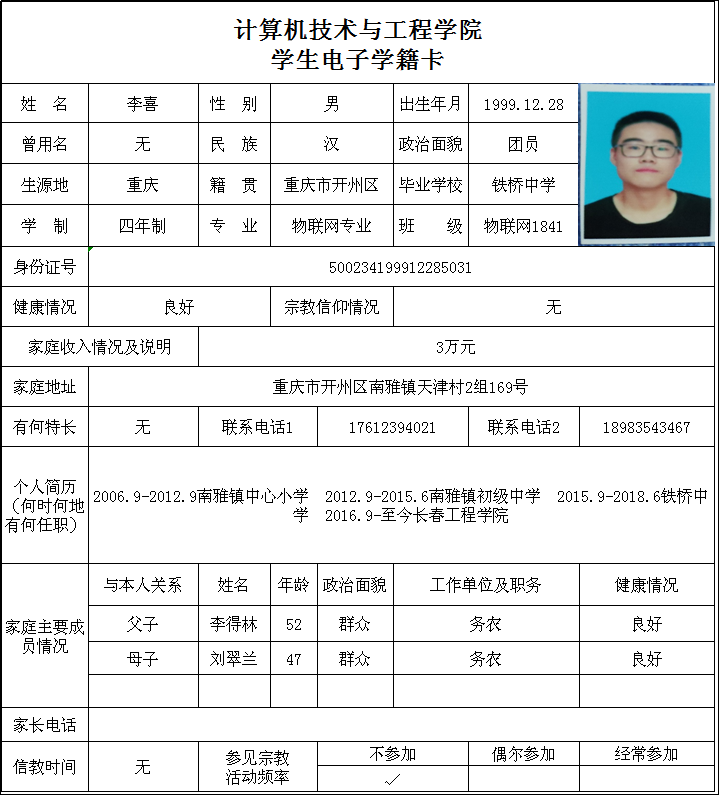 计算机技术与工程学院
学生电子学籍卡
姓 名 李喜 性 别 男 出生年月 1999.12.28
曾用名 无 民 族 汉 政治面貌 团员
生源地 重庆 籍 贯 重庆市开州区 毕业学校 铁桥中学
学 制 四年制 专 业 物联网专业 班 级 物联网1841
身份证号 500234199912285031
健康情况 良好 宗教信仰情况 无
家庭收入情况及说明 3万元
家庭地址 重庆市开州区南雅镇天津村2组169号
有何特长 无 联系电话1 17612394021 联系电话2 18983543467
个人简历
（何时何地
有何任职）
2006.9-2012.9南雅镇中心小学 2012.9-2015.6南雅镇初级中学 2015.9-2018.6铁桥中
学 2016.9-至今长春工程学院
家庭主要成
员情况
与本人关系 姓名 年龄 政治面貌 工作单位及职务 健康情况
父子 李得林 52 群众 务农 良好
母子 刘翠兰 47 群众 务农 良好
家长电话
信教时间 无 参见宗教
活动频率
不参加 偶尔参加 经常参加
✓